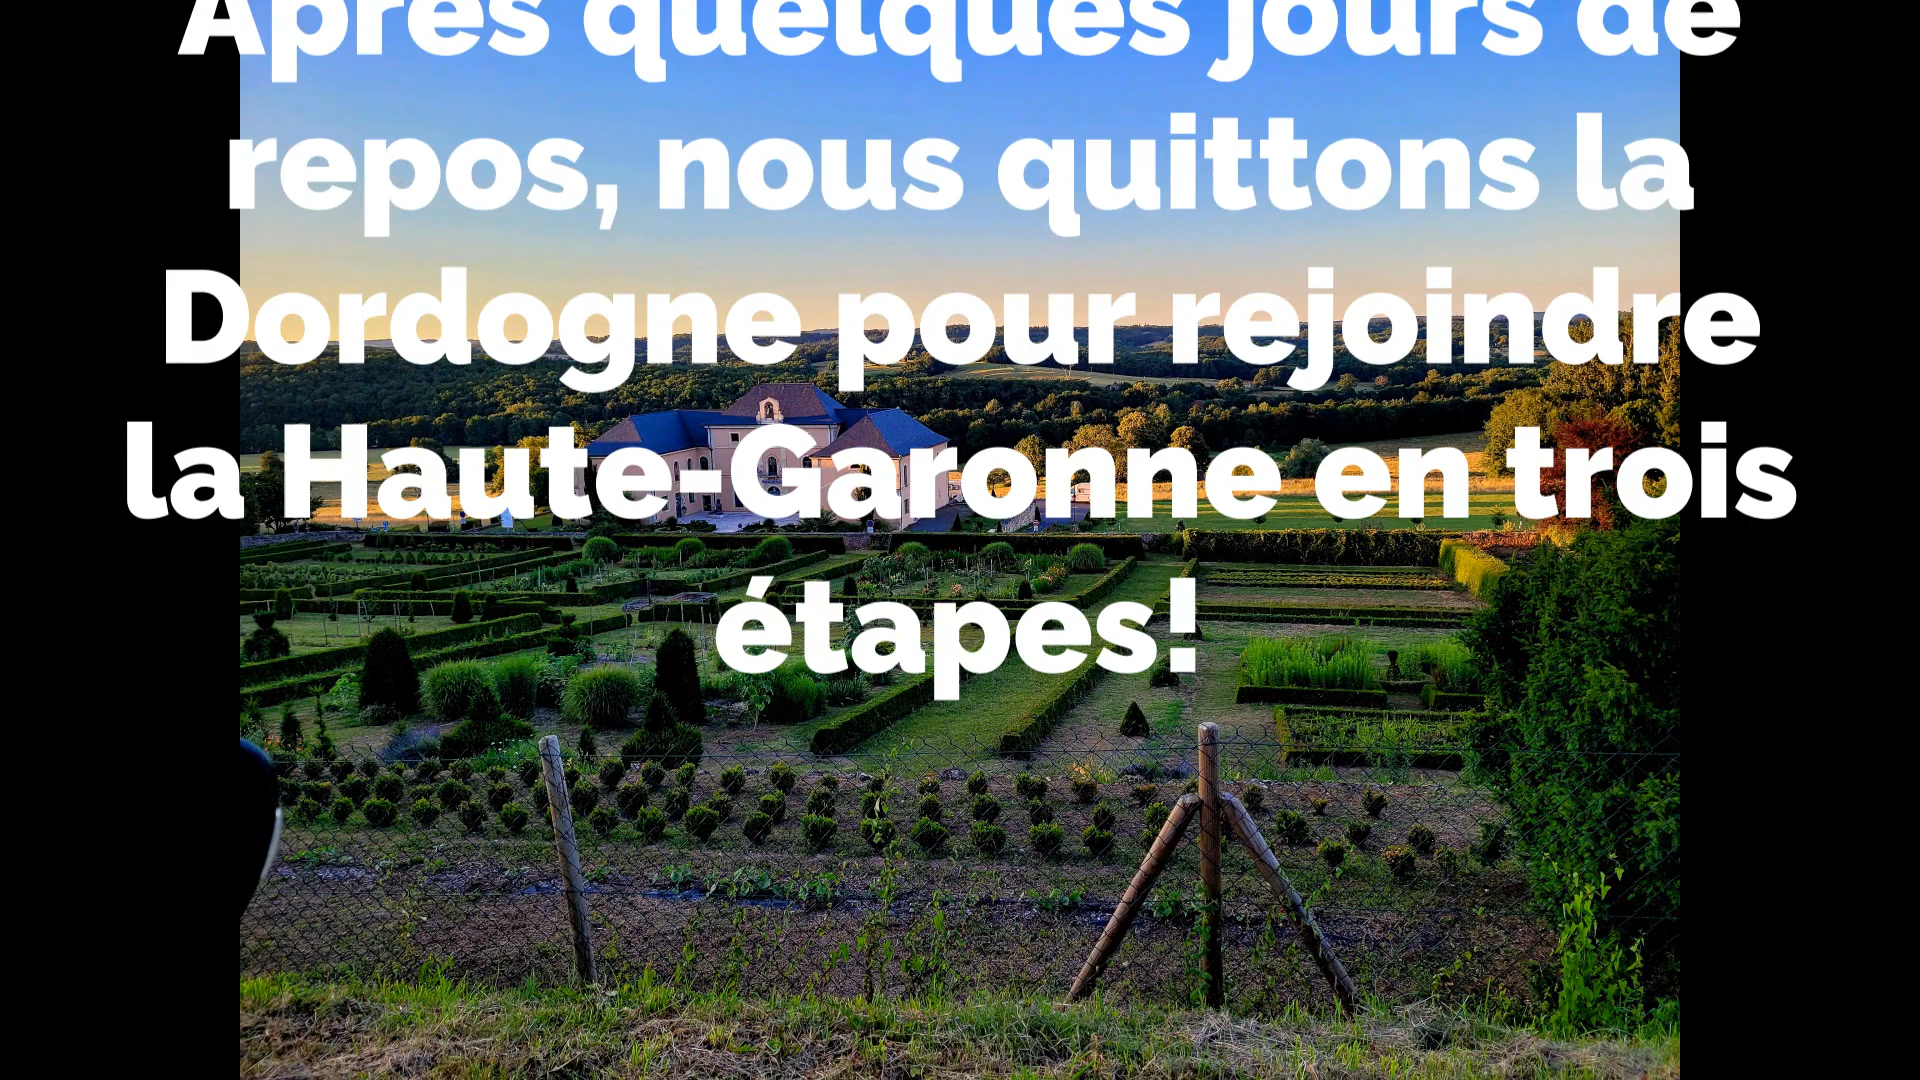 Après quelques jours de
repos, nous quittons la
Dordogne pour rejoindre
la Haute-Garonne en trois
étapes!